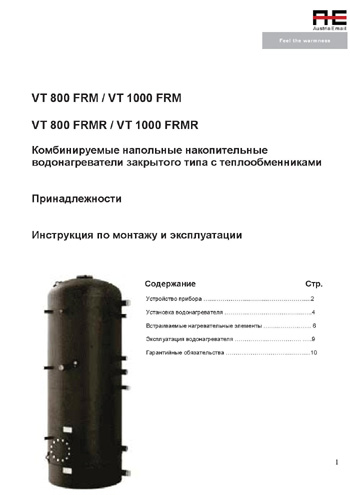 Austria Email
Feel the warmness
VT 800 FRM / VT 1000 FRM
VT 800 FRMR / VT 1000 FRMR
Комбинируемые напольные накопительные
водонагреватели закрытого типа с теплообменниками
Принадлежности
Инструкция по монтажу и эксплуатации
Содержание Стр.
Устройство прибора ……………………………………2
Установка водонагревателя ……………………………4
Встраиваемые нагревательные элементы ……………… 6
Эксплуатация водонагревателя …………………………9
Гарантийные обязательства ……………………………10
1